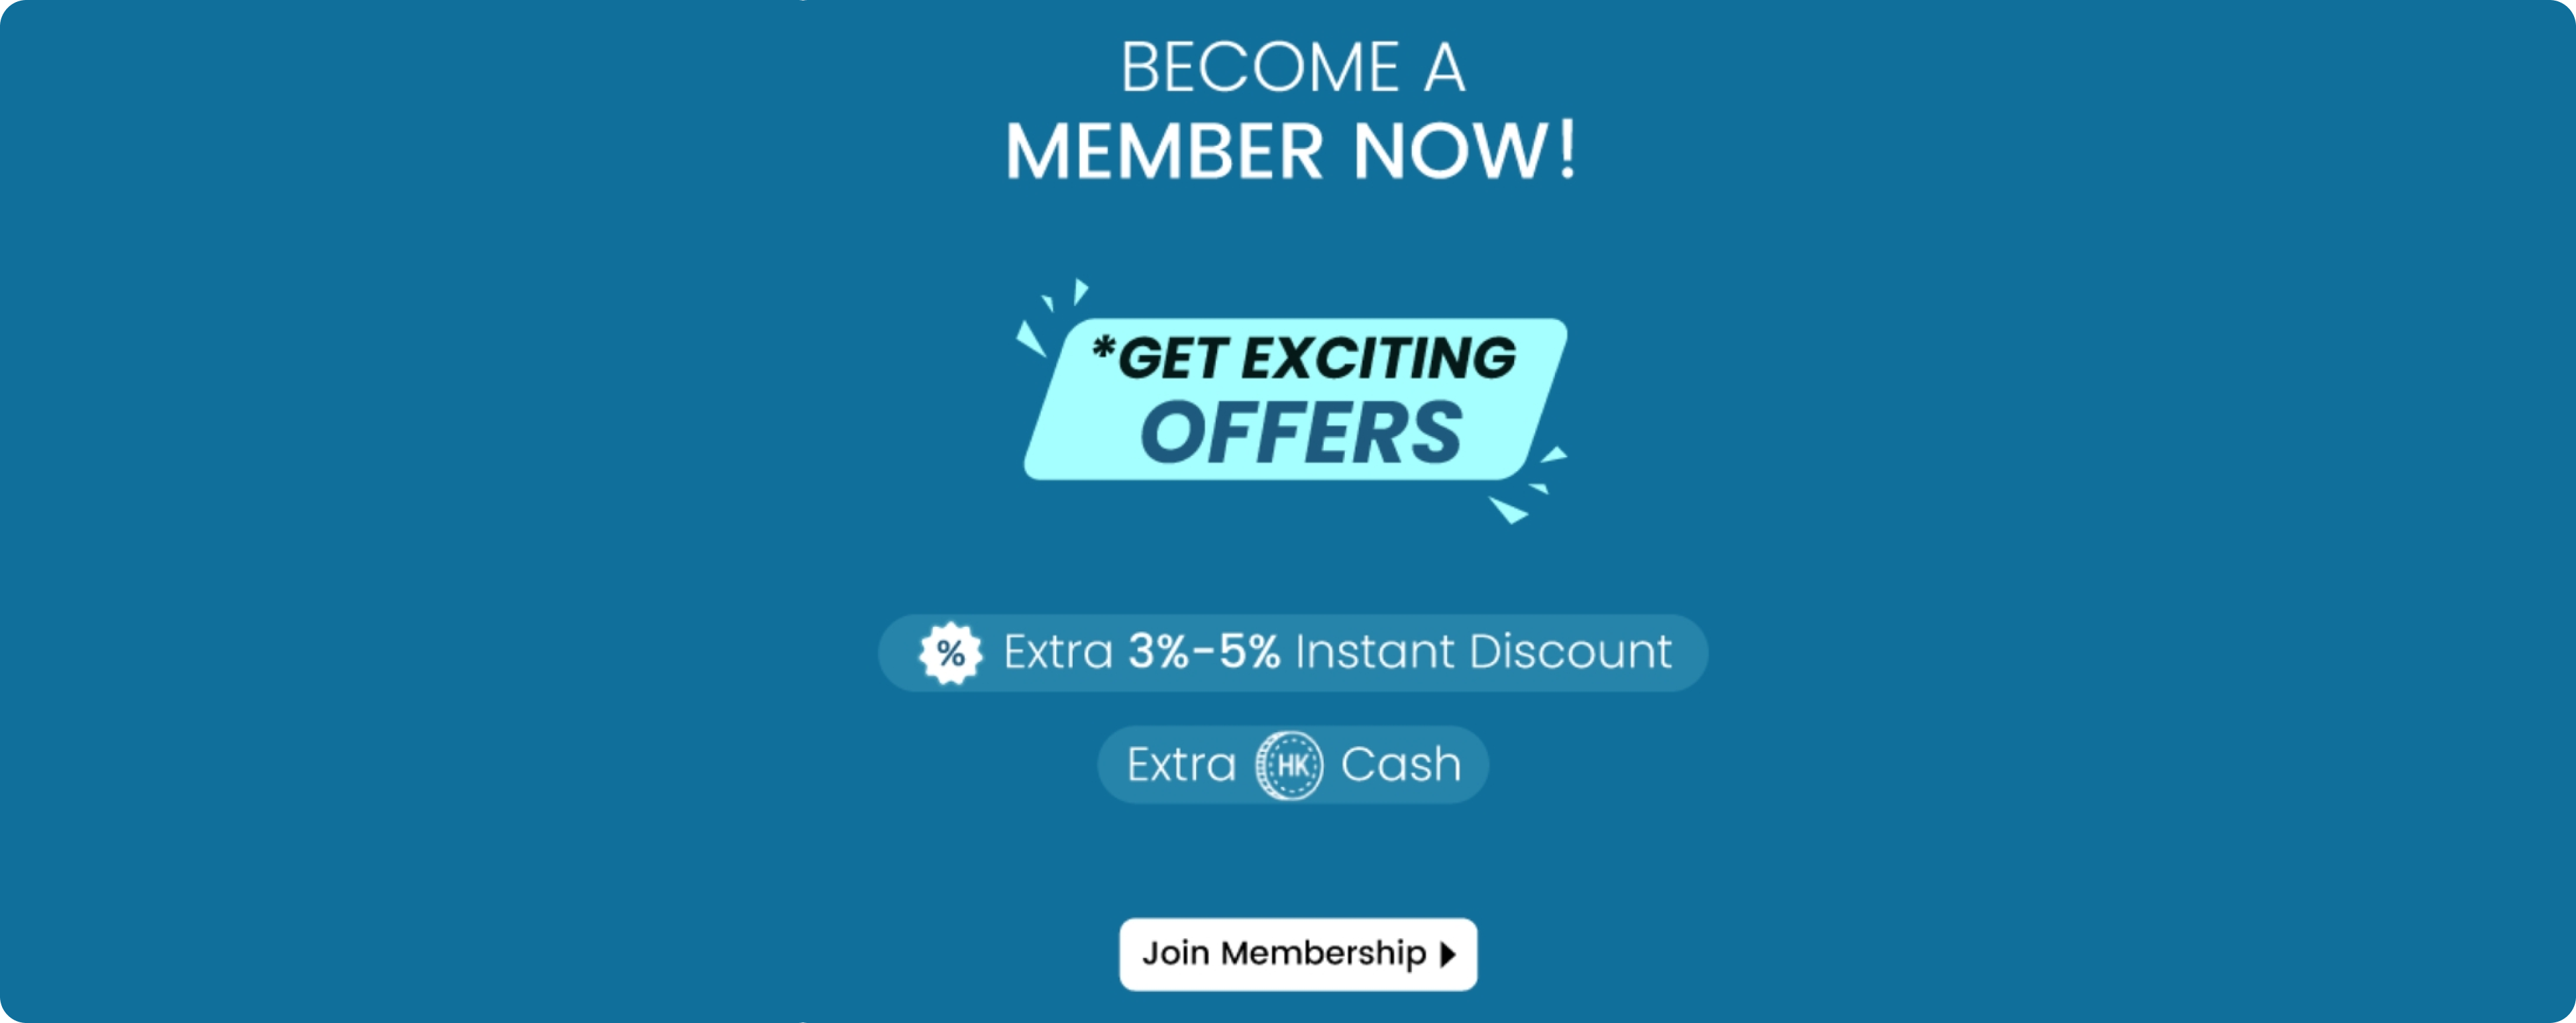 BECOME A
MEMBER NOW!
*GET EXCITING
OFFERS
% Extra 3%-5% Instant Discount
Extra HK Cash
Join Membership